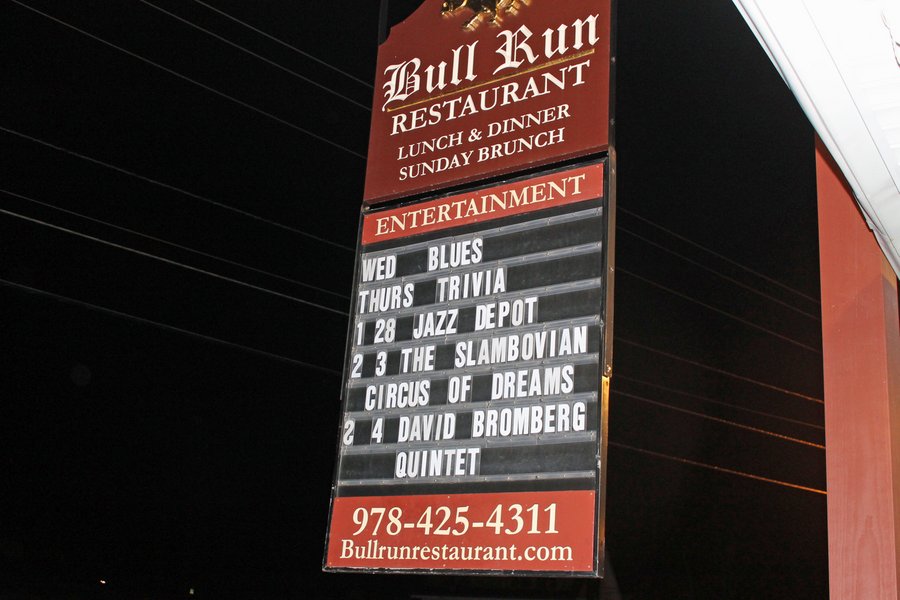 Bull Run
RESTAURANT
LUNCH & DINNER
SUNDAY BRUNCH
ENTERTAINMENT
WED BLUES
THURS TRIVIA
1 28 JAZZ DEPOT
2 3 THE SLAMBOVIAN
CIRCUS OF DREAMS
2 4 DAVID BROMBERG
QUINTET
978-425-4311
Bullrunrestaurant.com